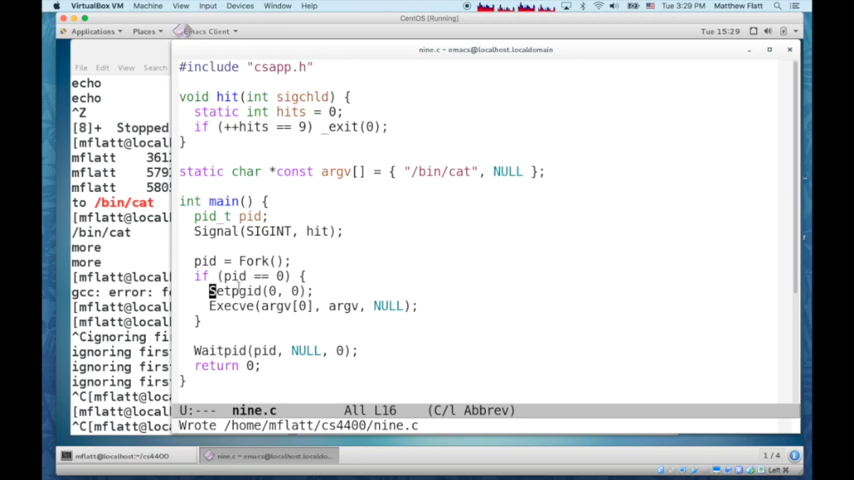 VirtualBox VM Machine View Input Devices Window Help Tue 3:29 PM Matthew Flatt
CentOS [Running]
Applications Places Emacs Client Tue 15:29
File Edit View Search
nine.c — emacs@localhost.localdomain
echo
echo
^Z
[8]+ Stopped
[mflatt@loca
mflatt 3612
mflatt 5792
mflatt 5805
to /bin/cat
[mflatt@loca
/bin/cat
more
more
[mflatt@loca
gcc: error: f
[mflatt@loca
^Cignoring fir
ignoring firs
ignoring firs
ignoring firs
^C[mflatt@loc
[mflatt@local
^C[mflatt@loc
#include "csapp.h"
void hit(int sigchld) {
static int hits = 0;
if (++hits == 9) _exit(0);
}
static char *const argv[] = { "/bin/cat", NULL };
int main() {
pid_t pid;
Signal(SIGINT, hit);
pid = Fork();
if (pid == 0) {
Setpgid(0, 0);
Execve(argv[0], argv, NULL);
}
Waitpid(pid, NULL, 0);
return 0;
}
U:--- nine.c All L16 (C/l Abbrev)
Wrote /home/mflatt/cs4400/nine.c
mflatt@localhost:~/cs4400 nine.c - emacs@localhost.localdo... 1 / 4
Left ⌘